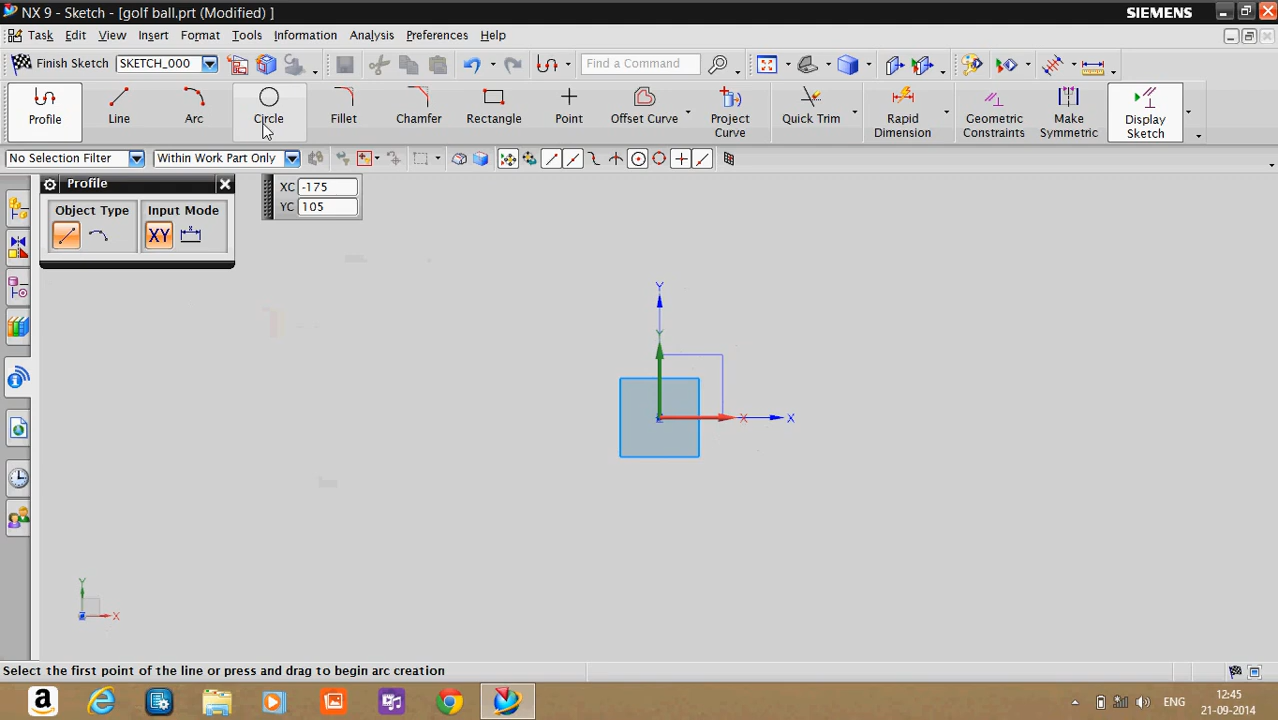 NX 9 - Sketch - [golf ball.prt (Modified) ]
SIEMENS
Task Edit View Insert Format Tools Information Analysis Preferences Help
Finish Sketch SKETCH_000 Find a Command
Profile Line Arc Circle Fillet Chamfer Rectangle Point Offset Curve Project Curve Quick Trim Rapid Dimension Geometric Constraints Make Symmetric Display Sketch
No Selection Filter Within Work Part Only
Profile
XC -175
YC 105
Object Type Input Mode
XY
Y
Y
X X
Z
Y
Z X
Select the first point of the line or press and drag to begin arc creation
a ENG 12:45
21-09-2014